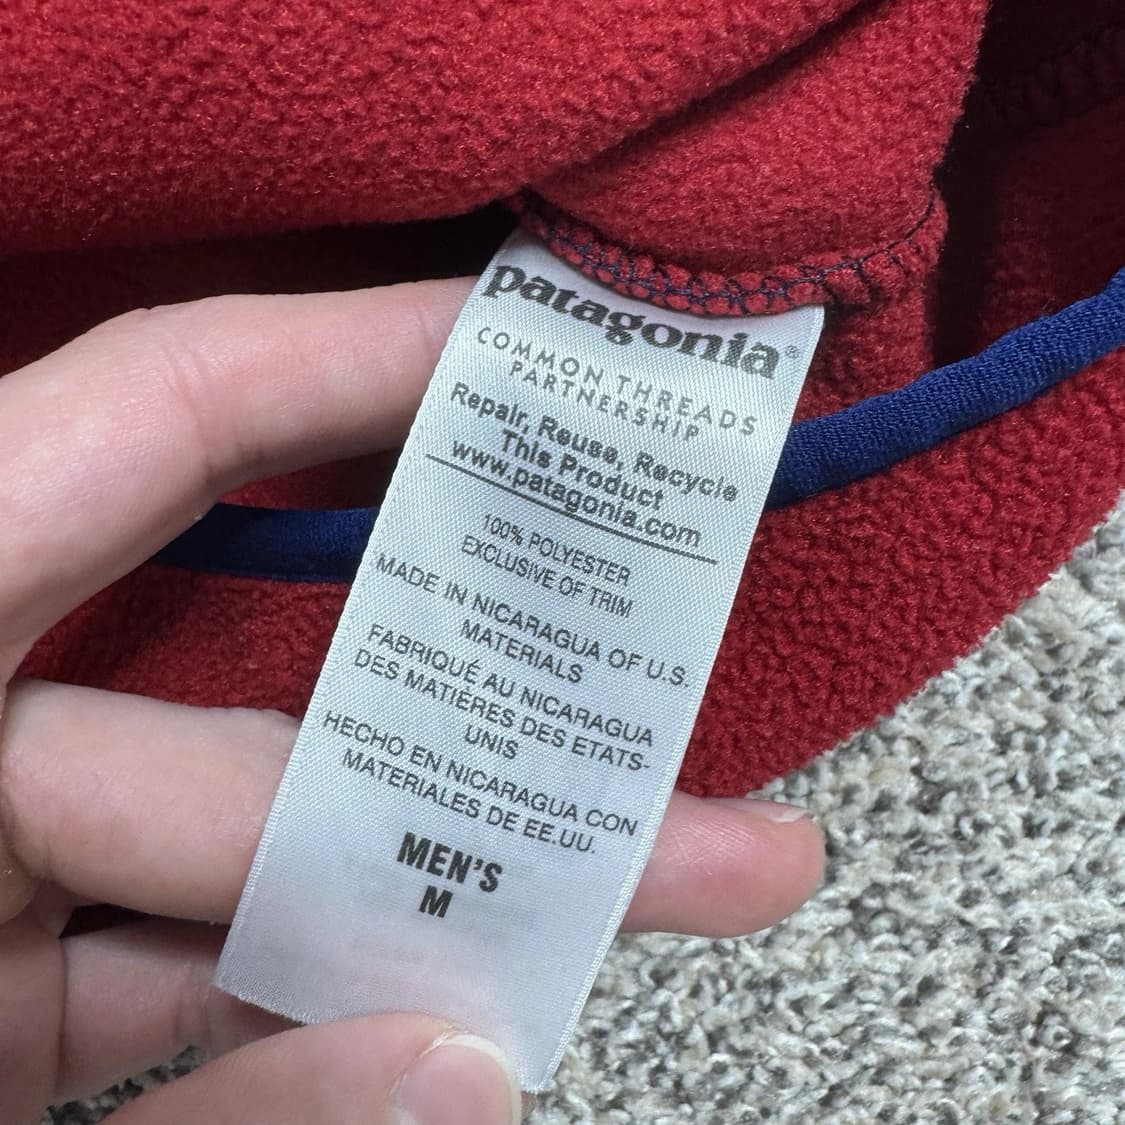 patagonia®
COMMON THREADS
PARTNERSHIP
Repair, Reuse, Recycle
This Product
www.patagonia.com
100% POLYESTER
EXCLUSIVE OF TRIM
MADE IN NICARAGUA OF U.S.
MATERIALS
FABRIQUÉ AU NICARAGUA
DES MATIÈRES DES ETATS-
UNIS
HECHO EN NICARAGUA CON
MATERIALES DE EE.UU.
MEN'S
M